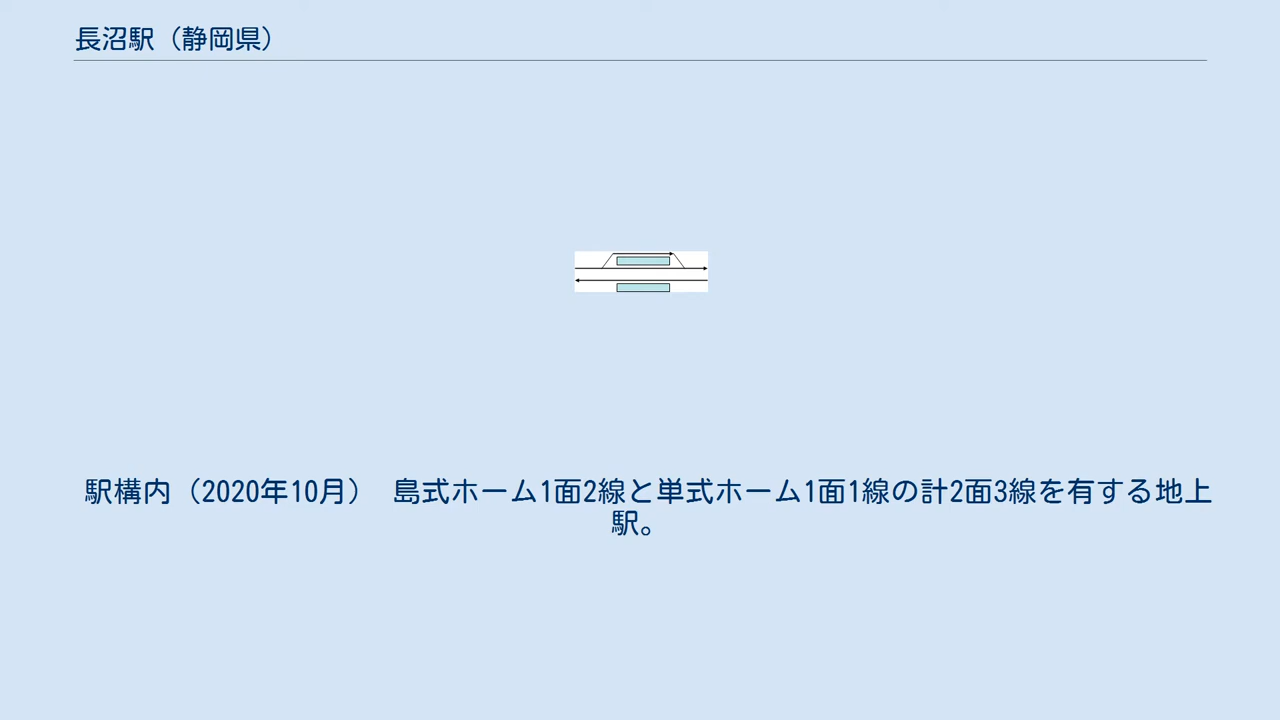 長沼駅（静岡県）
駅構内（2020年10月） 島式ホーム1面2線と単式ホーム1面1線の計2面3線を有する地上
駅。